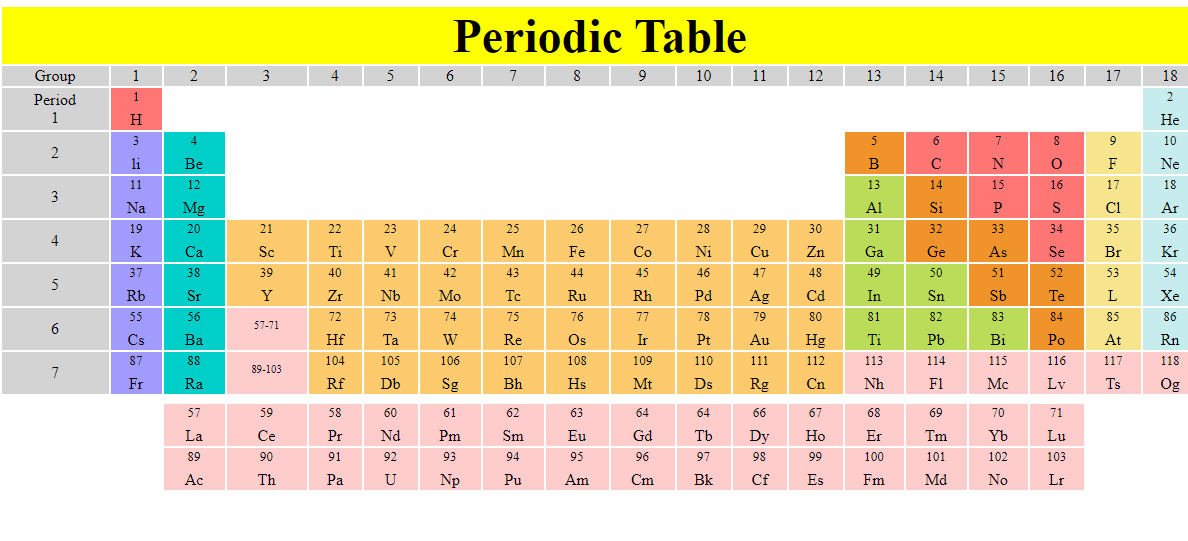 Periodic Table
Group 1 2 3 4 5 6 7 8 9 10 11 12 13 14 15 16 17 18
Period 1 2
1 H He
3 4 5 6 7 8 9 10
2 li Be B C N O F Ne
11 12 13 14 15 16 17 18
3 Na Mg Al Si P S Cl Ar
19 20 21 22 23 24 25 26 27 28 29 30 31 32 33 34 35 36
4 K Ca Sc Ti V Cr Mn Fe Co Ni Cu Zn Ga Ge As Se Br Kr
37 38 39 40 41 42 43 44 45 46 47 48 49 50 51 52 53 54
5 Rb Sr Y Zr Nb Mo Tc Ru Rh Pd Ag Cd In Sn Sb Te L Xe
55 56 57-71 72 73 74 75 76 77 78 79 80 81 82 83 84 85 86
6 Cs Ba Hf Ta W Re Os Ir Pt Au Hg Ti Pb Bi Po At Rn
87 88 89-103 104 105 106 107 108 109 110 111 112 113 114 115 116 117 118
7 Fr Ra Rf Db Sg Bh Hs Mt Ds Rg Cn Nh Fl Mc Lv Ts Og
57 59 58 60 61 62 63 64 64 66 67 68 69 70 71
La Ce Pr Nd Pm Sm Eu Gd Tb Dy Ho Er Tm Yb Lu
89 90 91 92 93 94 95 96 97 98 99 100 101 102 103
Ac Th Pa U Np Pu Am Cm Bk Cf Es Fm Md No Lr